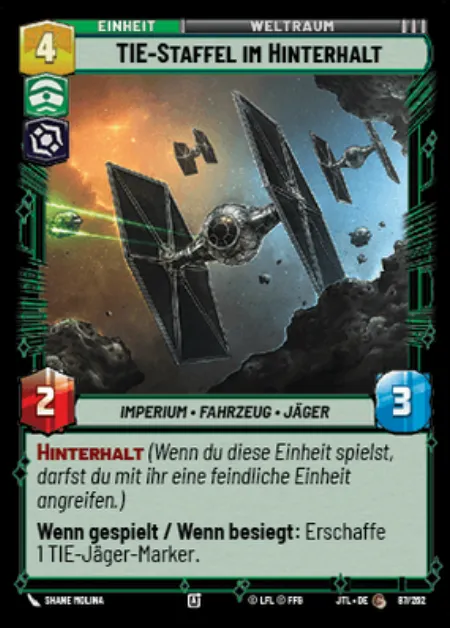 EINHEIT
WELTRAUM
4
TIE-STAFFEL IM HINTERHALT
2
IMPERIUM • FAHRZEUG • JÄGER
3
HINTERHALT (Wenn du diese Einheit spielst,
darfst du mit ihr eine feindliche Einheit
angreifen.)
Wenn gespielt / Wenn besiegt: Erschaffe
1 TIE-Jäger-Marker.
SHANE MOLINA
A
© LFL © FFG
JTL • DE
C
87/262